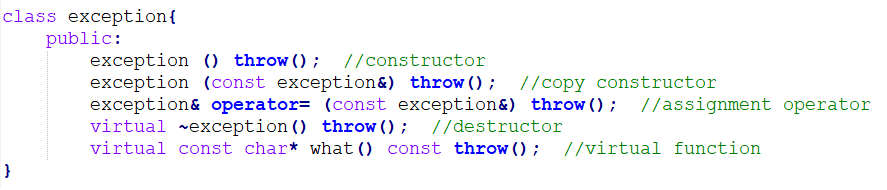 class exception{
    public:
        exception () throw();  //constructor
        exception (const exception&) throw();  //copy constructor
        exception& operator= (const exception&) throw();  //assignment operator
        virtual ~exception() throw();  //destructor
        virtual const char* what() const throw();  //virtual function
}